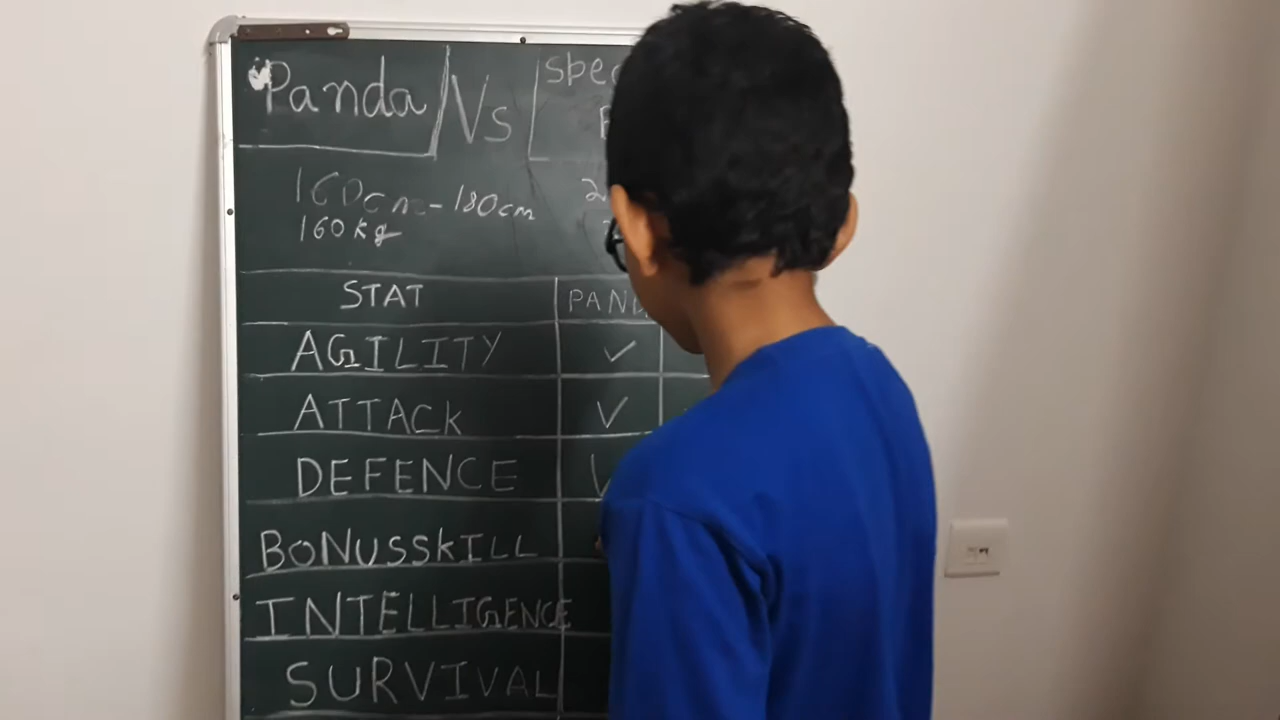 Panda Vs
160cm - 180cm
160kg
STAT
AGILITY
ATTACK
DEFENCE
BONUSSKILL
INTELLIGENCE
SURVIVAL